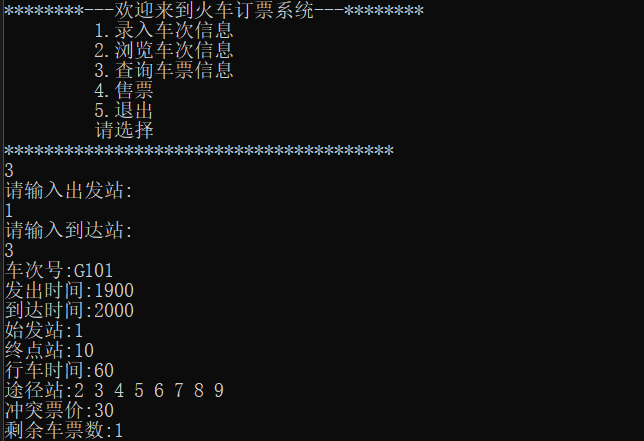 ********---欢迎来到火车订票系统---********
1.录入车次信息
2.浏览车次信息
3.查询车票信息
4.售票
5.退出
请选择
***************************************
3
请输入出发站:
1
请输入到达站:
3
车次号:G101
发出时间:1900
到达时间:2000
始发站:1
终点站:10
行车时间:60
途径站:2 3 4 5 6 7 8 9
冲突票价:30
剩余车票数:1